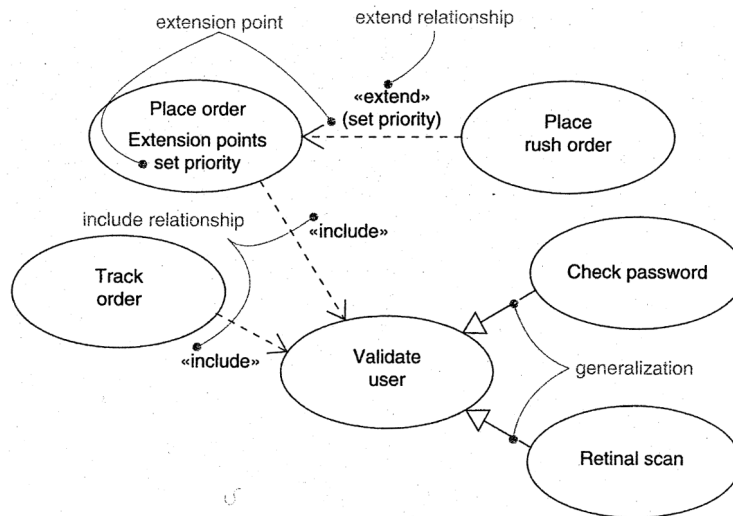 extension point
extend relationship
«extend»
(set priority)
Place order
Extension points
set priority
Place
rush order
include relationship
«include»
Track
order
Check password
«include»
Validate
user
generalization
Retinal scan